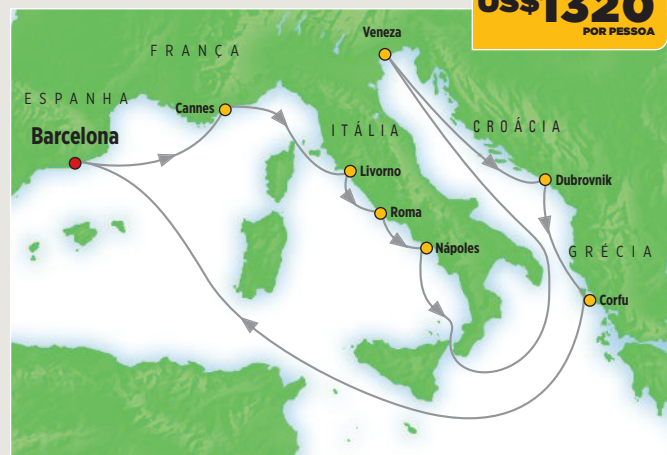 US$1320
POR PESSOA
Veneza
FRANÇA
ESPANHA
Cannes
ITÁLIA
CROÁCIA
Barcelona
Livorno
Dubrovnik
Roma
Nápoles
GRÉCIA
Corfu